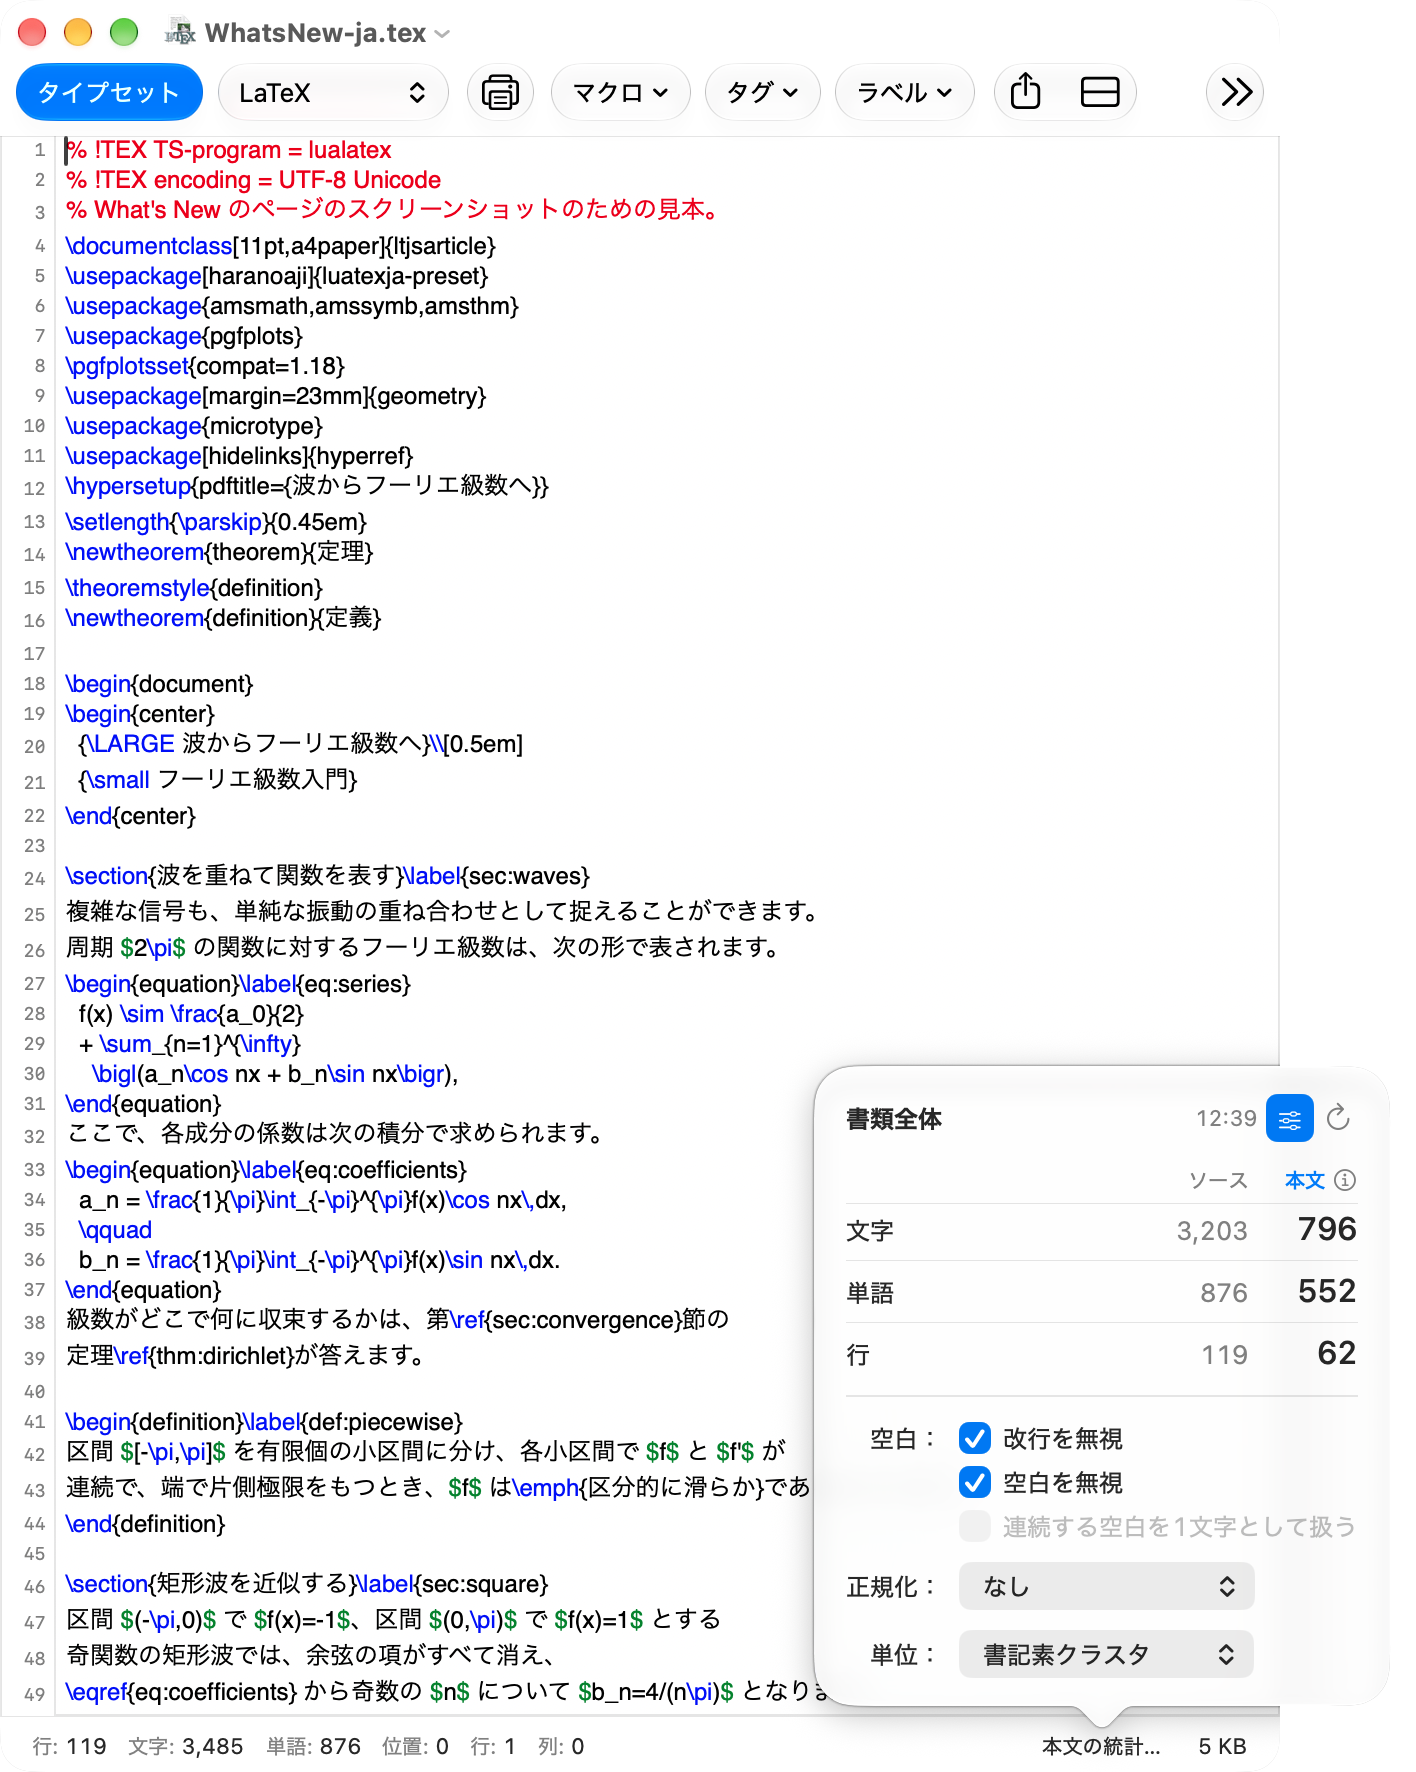 WhatsNew-ja.tex
タイプセット LaTeX マクロ タグ ラベル
1 % !TEX TS-program = lualatex
2 % !TEX encoding = UTF-8 Unicode
3 % What's New のページのスクリーンショットのための見本。
4 \documentclass[11pt,a4paper]{ltjsarticle}
5 \usepackage[haranoaji]{luatexja-preset}
6 \usepackage{amsmath,amssymb,amsthm}
7 \usepackage{pgfplots}
8 \pgfplotsset{compat=1.18}
9 \usepackage[margin=23mm]{geometry}
10 \usepackage{microtype}
11 \usepackage[hidelinks]{hyperref}
12 \hypersetup{pdftitle={波からフーリエ級数へ}}
13 \setlength{\parskip}{0.45em}
14 \newtheorem{theorem}{定理}
15 \theoremstyle{definition}
16 \newtheorem{definition}{定義}
17
18 \begin{document}
19 \begin{center}
20 {\LARGE 波からフーリエ級数へ}\\[0.5em]
21 {\small フーリエ級数入門}
22 \end{center}
23
24 \section{波を重ねて関数を表す}\label{sec:waves}
25 複雑な信号も、単純な振動の重ね合わせとして捉えることができます。
26 周期 $2\pi$ の関数に対するフーリエ級数は、次の形で表されます。
27 \begin{equation}\label{eq:series}
28 f(x) \sim \frac{a_0}{2}
29 + \sum_{n=1}^{\infty}
30 \bigl(a_n\cos nx + b_n\sin nx\bigr),
31 \end{equation}
32 ここで、各成分の係数は次の積分で求められます。
33 \begin{equation}\label{eq:coefficients}
34 a_n = \frac{1}{\pi}\int_{-\pi}^{\pi}f(x)\cos nx\,dx,
35 \qquad
36 b_n = \frac{1}{\pi}\int_{-\pi}^{\pi}f(x)\sin nx\,dx.
37 \end{equation}
38 級数がどこで何に収束するかは、第\ref{sec:convergence}節の
39 定理\ref{thm:dirichlet}が答えます。
40
41 \begin{definition}\label{def:piecewise}
42 区間 $[-\pi,\pi]$ を有限個の小区間に分け、各小区間で $f$ と $f'$ が
43 連続で、端で片側極限をもつとき、$f$ は\emph{区分的に滑らか}であ
44 \end{definition}
45
46 \section{矩形波を近似する}\label{sec:square}
47 区間 $(-\pi,0)$ で $f(x)=-1$、区間 $(0,\pi)$ で $f(x)=1$ とする
48 奇関数の矩形波では、余弦の項がすべて消え、
49 \eqref{eq:coefficients} から奇数の $n$ について $b_n=4/(n\pi)$ となりま
書類全体 12:39
ソース 本文
文字 3,203 796
単語 876 552
行 119 62
空白： 改行を無視
空白を無視
連続する空白を1文字として扱う
正規化： なし
単位： 書記素クラスタ
行: 119 文字: 3,485 単語: 876 位置: 0 行: 1 列: 0 本文の統計... 5 KB